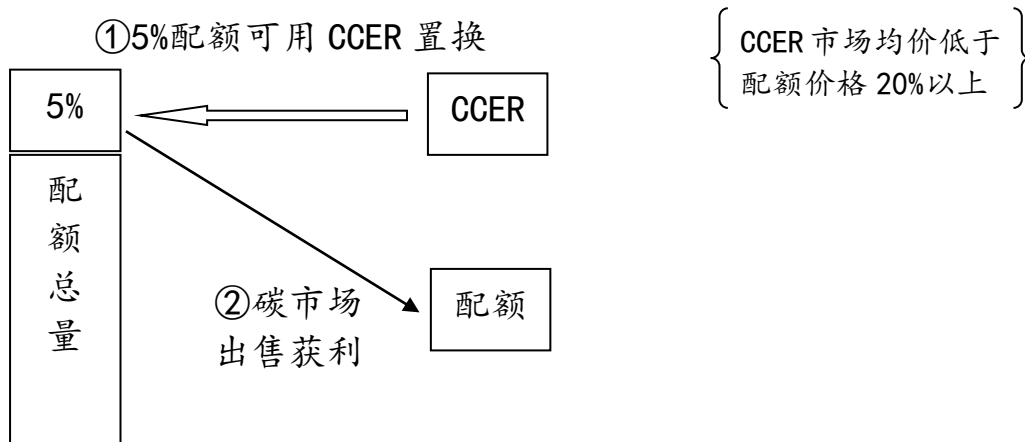 ①5%配额可用 CCER 置换
CCER 市场均价低于
配额价格 20%以上
5%
CCER
配
额
总
量
②碳市场
出售获利
配额